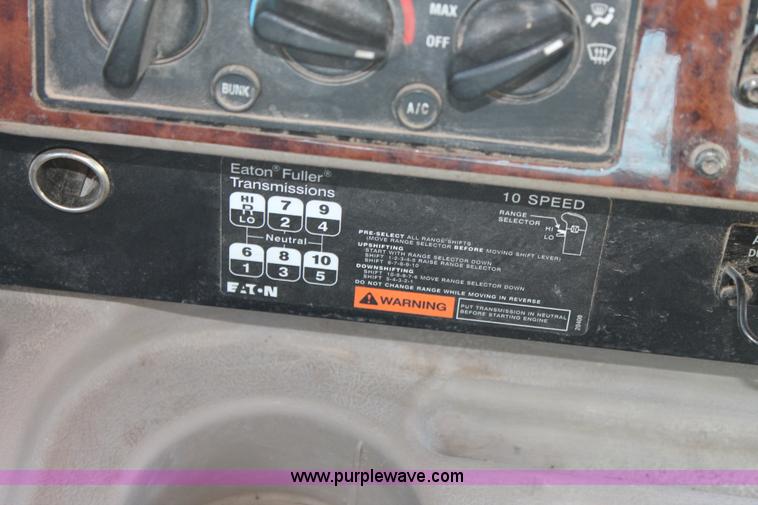 MAX
OFF
BUNK
A/C
Eaton® Fuller®
Transmissions
10 SPEED
HI 7 9
R 2 4
LO
Neutral
6 8 10
1 3 5
EATON
RANGE
SELECTOR
HI
LO
PRE-SELECT ALL RANGE SHIFTS
(MOVE RANGE SELECTOR BEFORE MOVING SHIFT LEVER)
UPSHIFTING
START WITH RANGE SELECTOR DOWN
SHIFT 1-2-3-4-5 RAISE RANGE SELECTOR
SHIFT 6-7-8-9-10
DOWNSHIFTING
SHIFT 10-9-8-7-6 MOVE RANGE SELECTOR DOWN
SHIFT 5-4-3-2-1
DO NOT CHANGE RANGE WHILE MOVING IN REVERSE
WARNING
PUT TRANSMISSION IN NEUTRAL
BEFORE STARTING ENGINE
www.purplewave.com